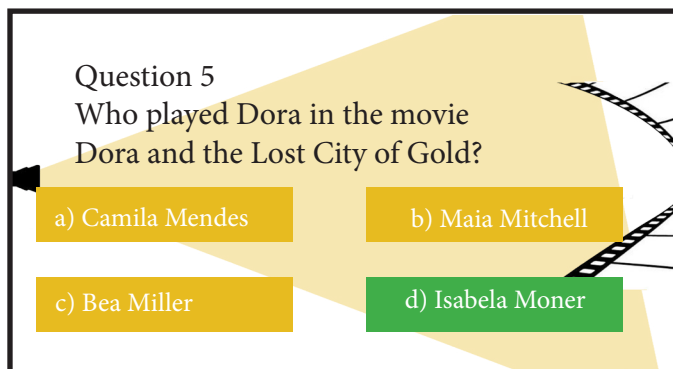 Question 5
Who played Dora in the movie
Dora and the Lost City of Gold?
a) Camila Mendes
b) Maia Mitchell
c) Bea Miller
d) Isabela Moner